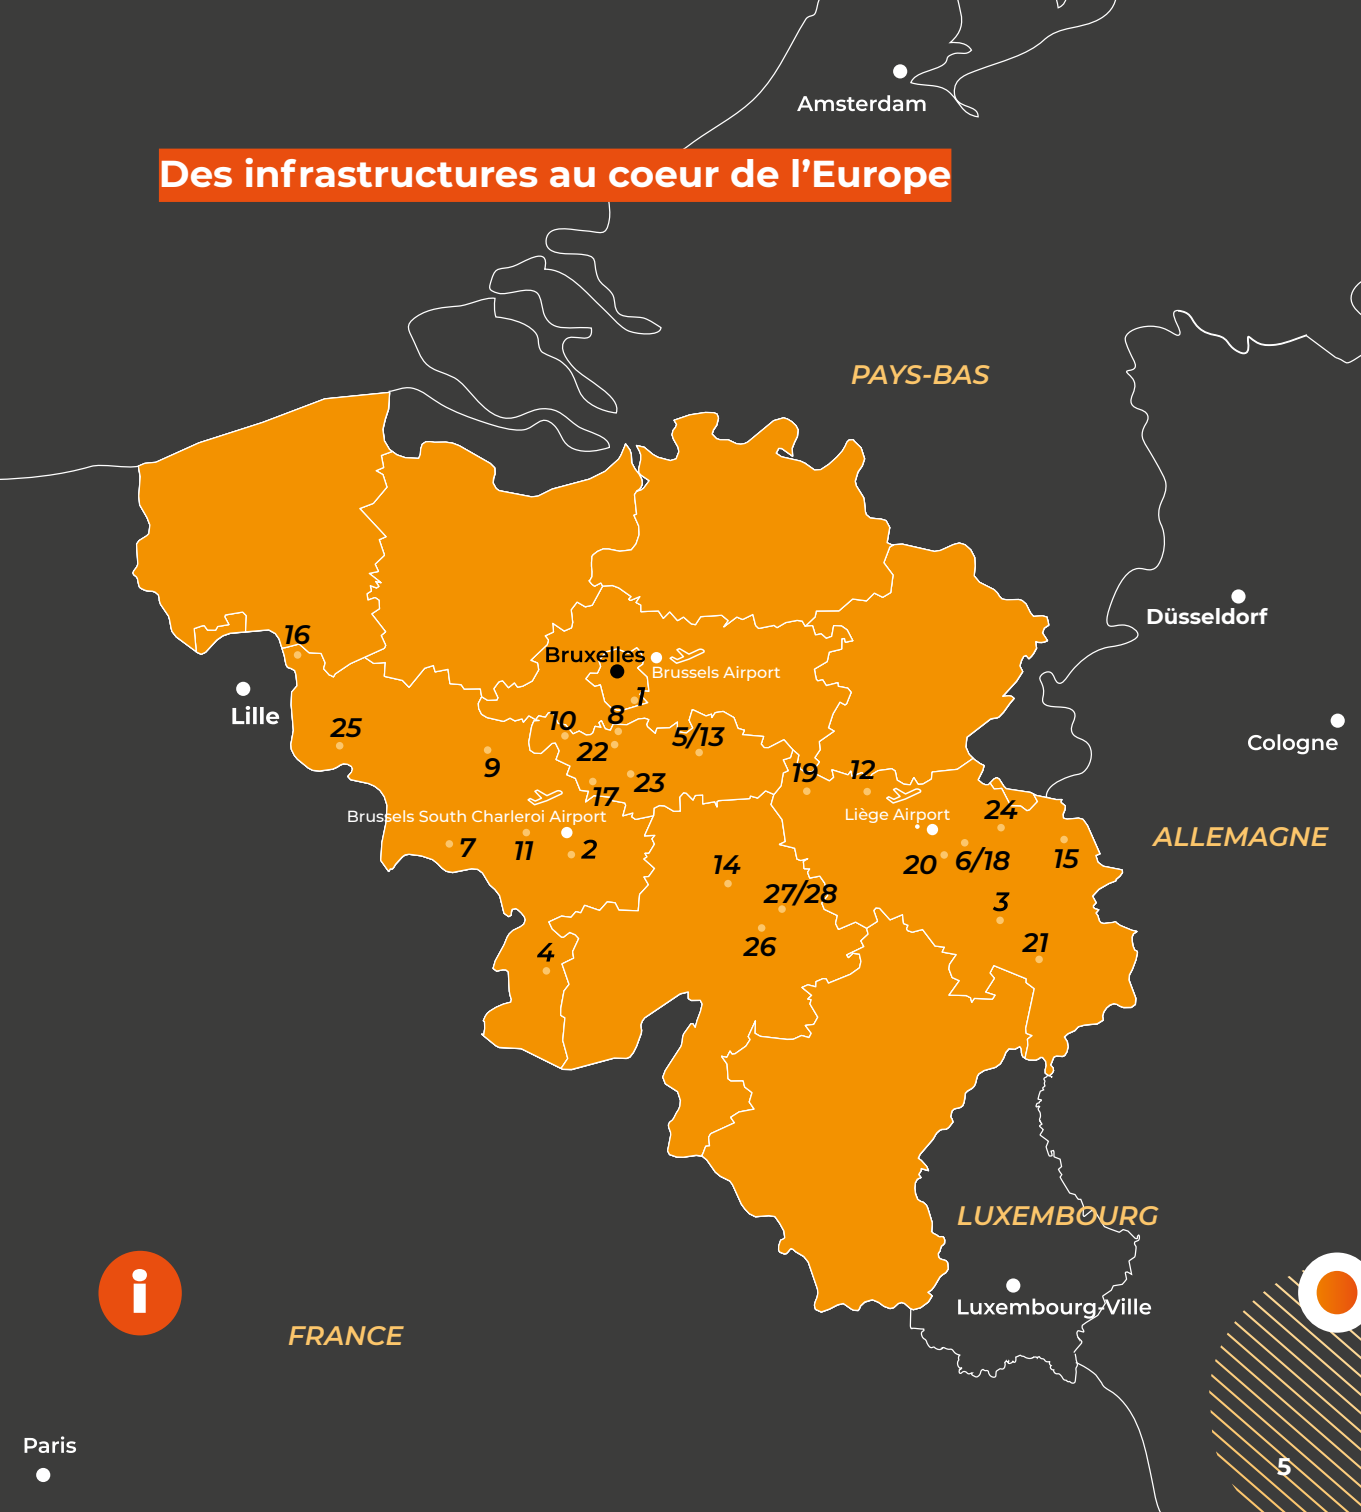 Amsterdam
Des infrastructures au coeur de l’Europe
PAYS-BAS
Düsseldorf
16
Bruxelles
Brussels Airport
Lille
1
8
10
25
5/13
22
Cologne
9
19
12
23
17
Brussels South Charleroi Airport
Liège Airport
24
ALLEMAGNE
7
11
2
14
20
6/18
15
27/28
3
26
21
4
LUXEMBOURG
Luxembourg-Ville
i
FRANCE
Paris
5